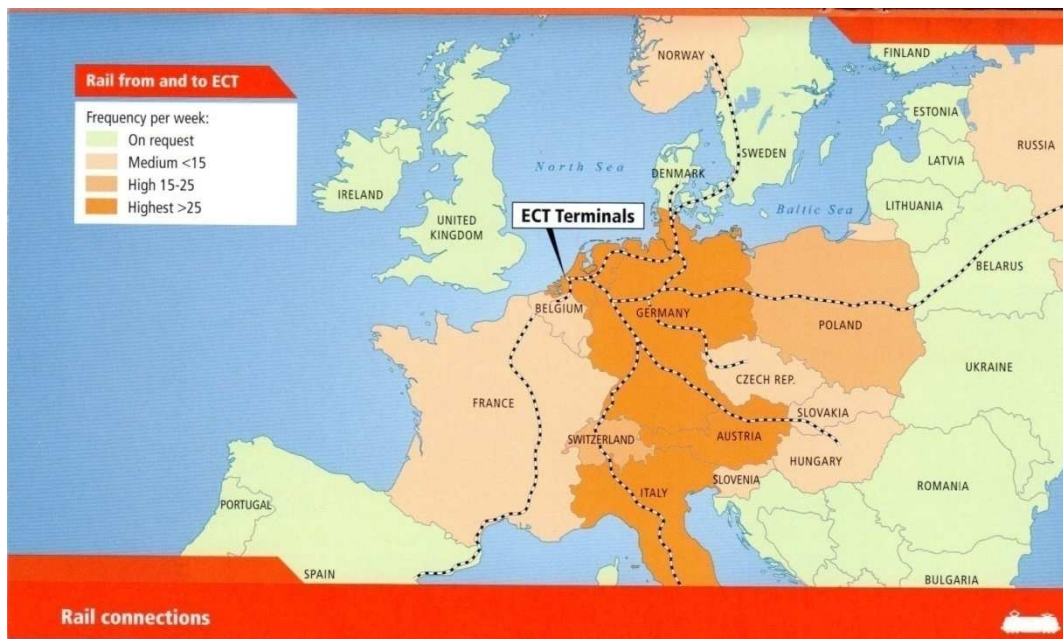 Rail from and to ECT
Frequency per week:
On request
Medium <15
High 15-25
Highest >25
NORWAY
FINLAND
ESTONIA
RUSSIA
SWEDEN
LATVIA
North Sea
DENMARK
IRELAND
LITHUANIA
Baltic Sea
UNITED
KINGDOM
ECT Terminals
BELARUS
BELGIUM
GERMANY
POLAND
UKRAINE
CZECH REP.
FRANCE
SLOVAKIA
SWITZERLAND
AUSTRIA
HUNGARY
SLOVENIA
ROMANIA
ITALY
PORTUGAL
SPAIN
BULGARIA
Rail connections